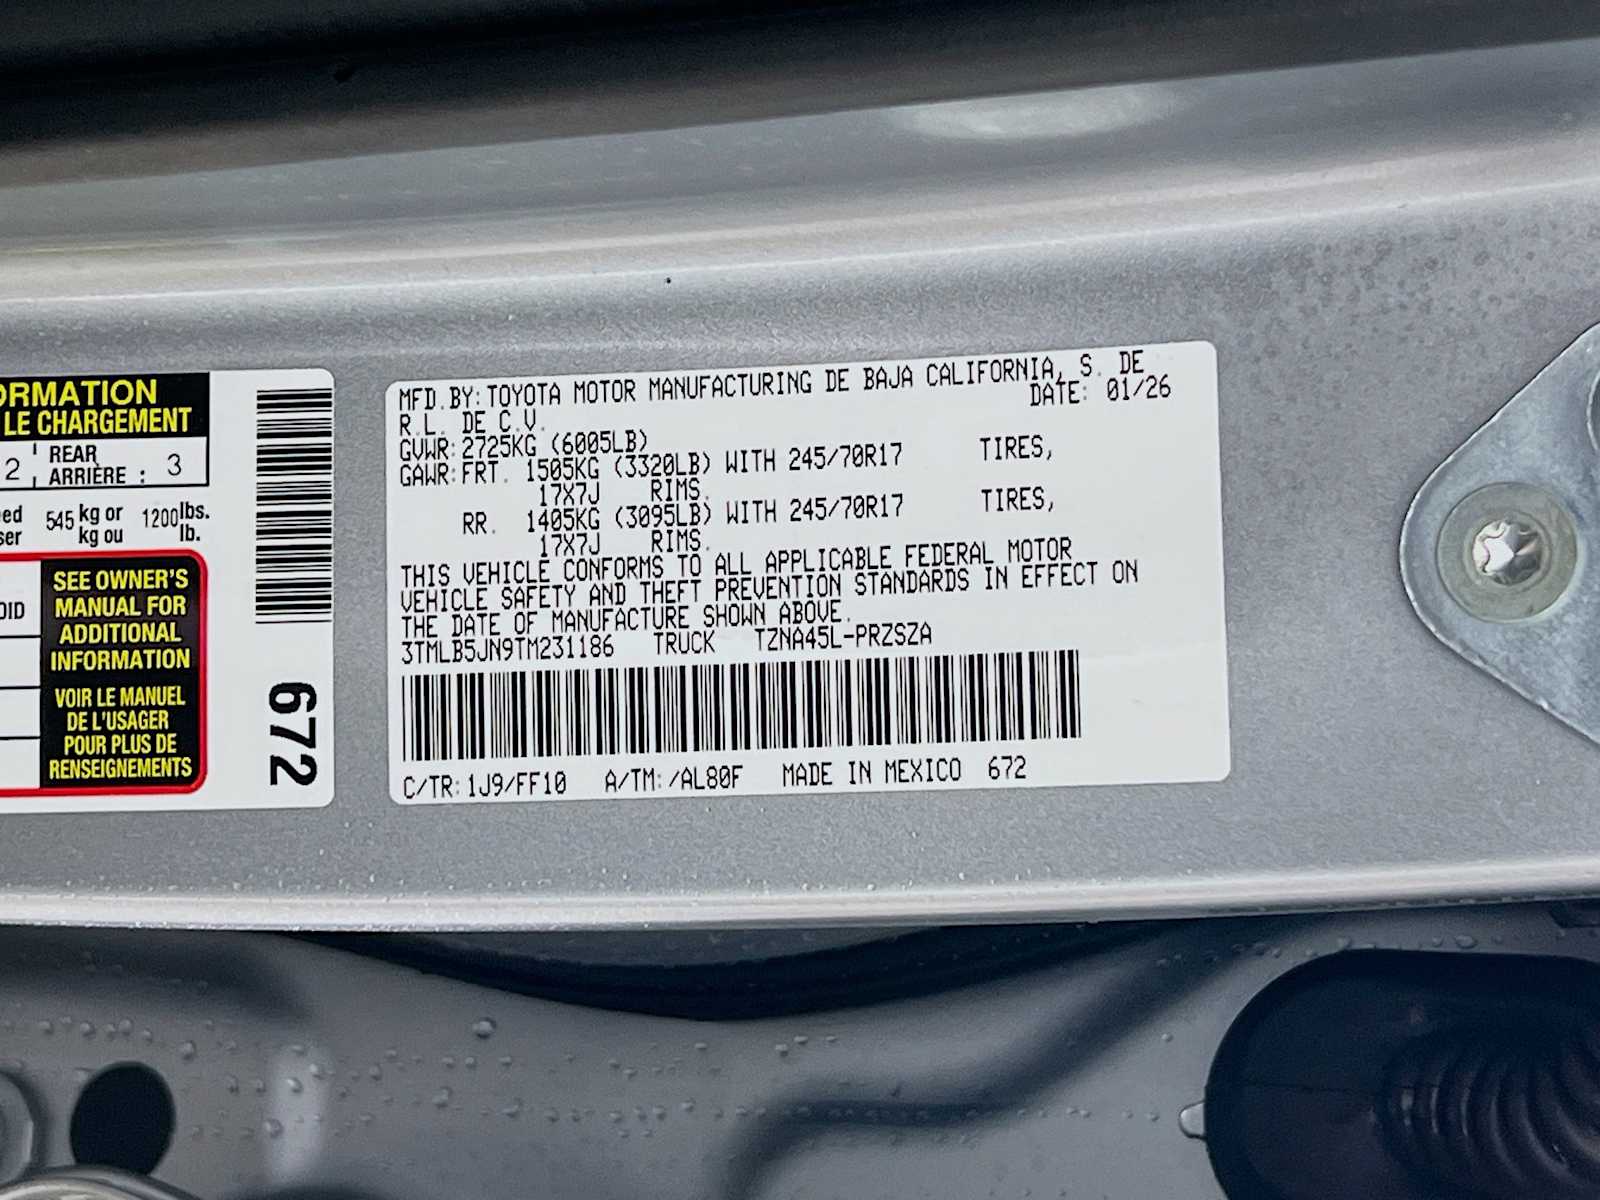 ORMATION
LE CHARGEMENT
2
REAR
ARRIÈRE : 3
545 kg or
kg ou
1200 lbs.
lb.
OID
SEE OWNER'S
MANUAL FOR
ADDITIONAL
INFORMATION
VOIR LE MANUEL
DE L'USAGER
POUR PLUS DE
RENSEIGNEMENTS
672
MFD.BY: TOYOTA MOTOR MANUFACTURING DE BAJA CALIFORNIA, S. DE
R.L. DE C.V. DATE: 01/26
GVWR: 2725KG (6005LB)
GAWR: FRT. 1505KG (3320LB) WITH 245/70R17 TIRES,
17X7J RIMS.
RR. 1405KG (3095LB) WITH 245/70R17 TIRES,
17X7J RIMS.
THIS VEHICLE CONFORMS TO ALL APPLICABLE FEDERAL MOTOR
VEHICLE SAFETY AND THEFT PREVENTION STANDARDS IN EFFECT ON
THE DATE OF MANUFACTURE SHOWN ABOVE.
3TMLB5JN9TM231186 TRUCK TZNA45L-PRZSZA
C/TR: 1J9/FF10 A/TM: /AL80F MADE IN MEXICO 672